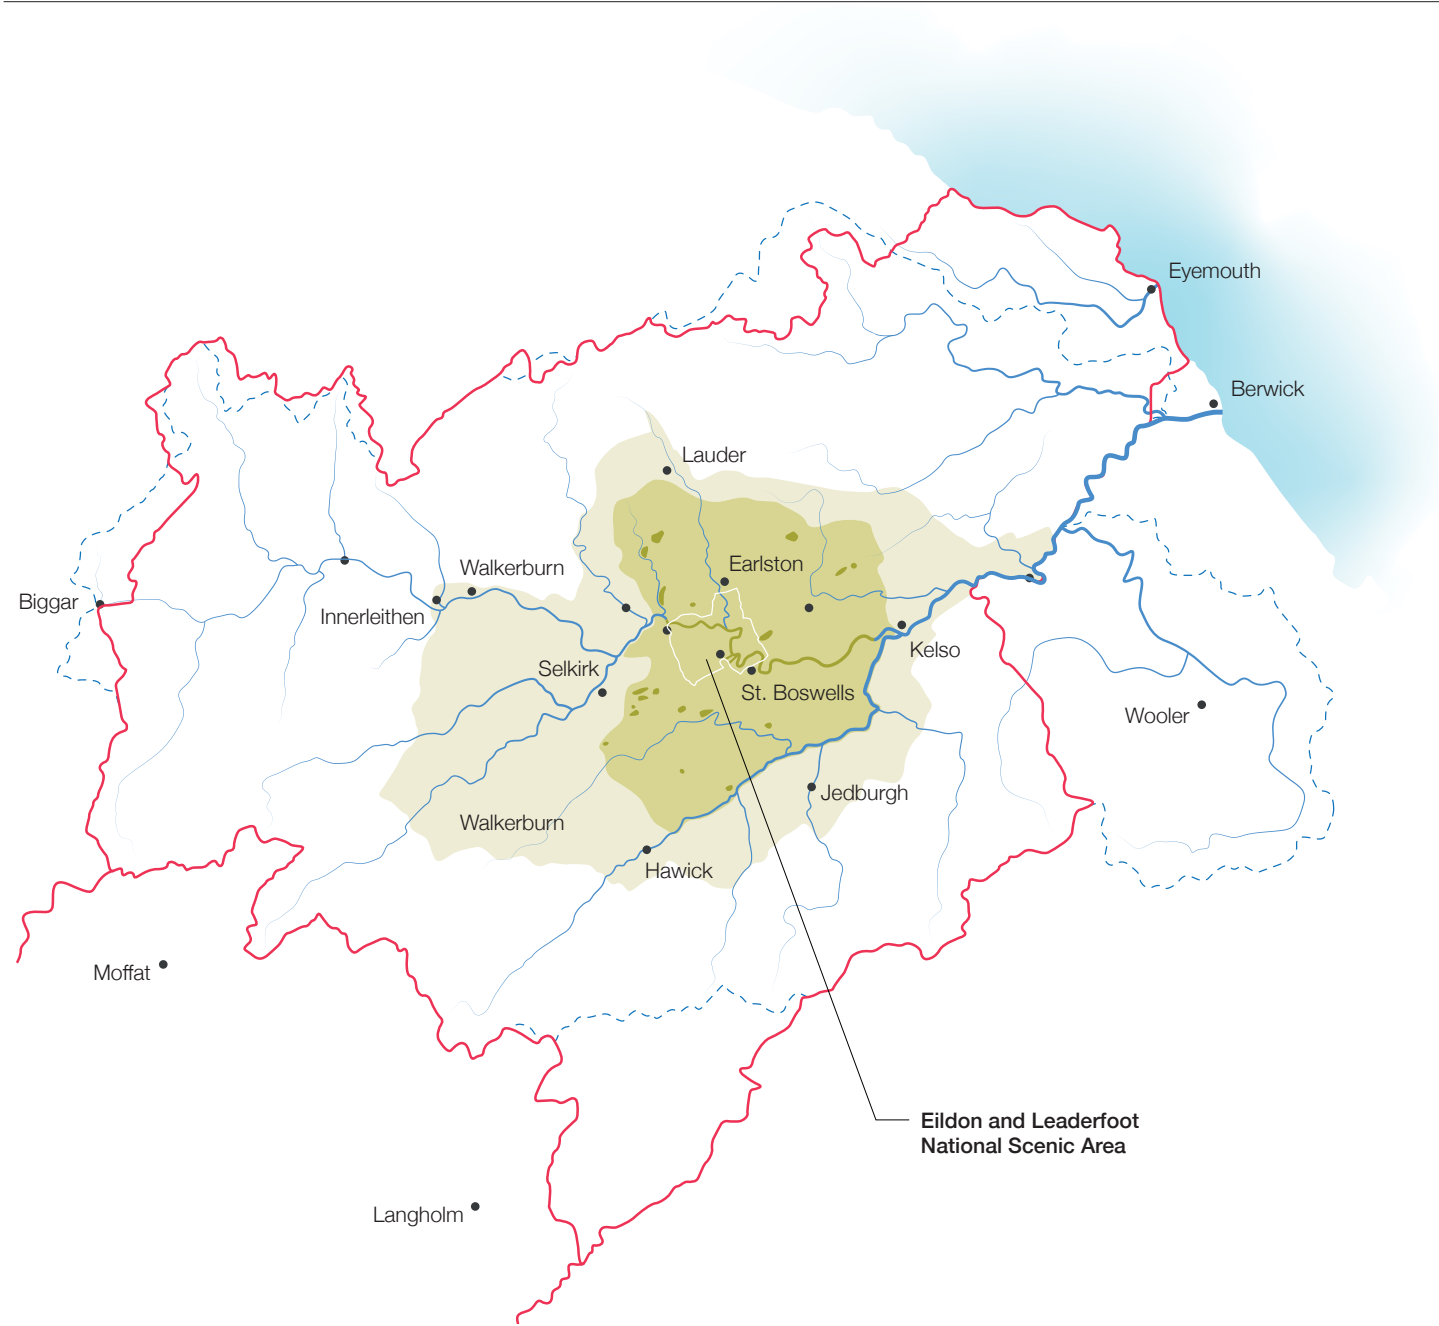 Eyemouth
Berwick
Lauder
Earlston
Walkerburn
Biggar
Innerleithen
Kelso
Selkirk
St. Boswells
Wooler
Jedburgh
Walkerburn
Hawick
Moffat
Eildon and Leaderfoot
National Scenic Area
Langholm